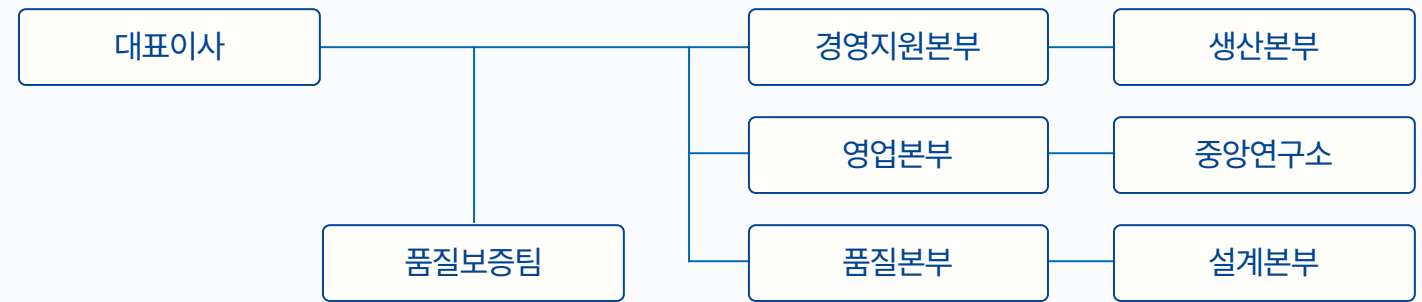 대표이사
경영지원본부
생산본부
영업본부
중앙연구소
품질보증팀
품질본부
설계본부